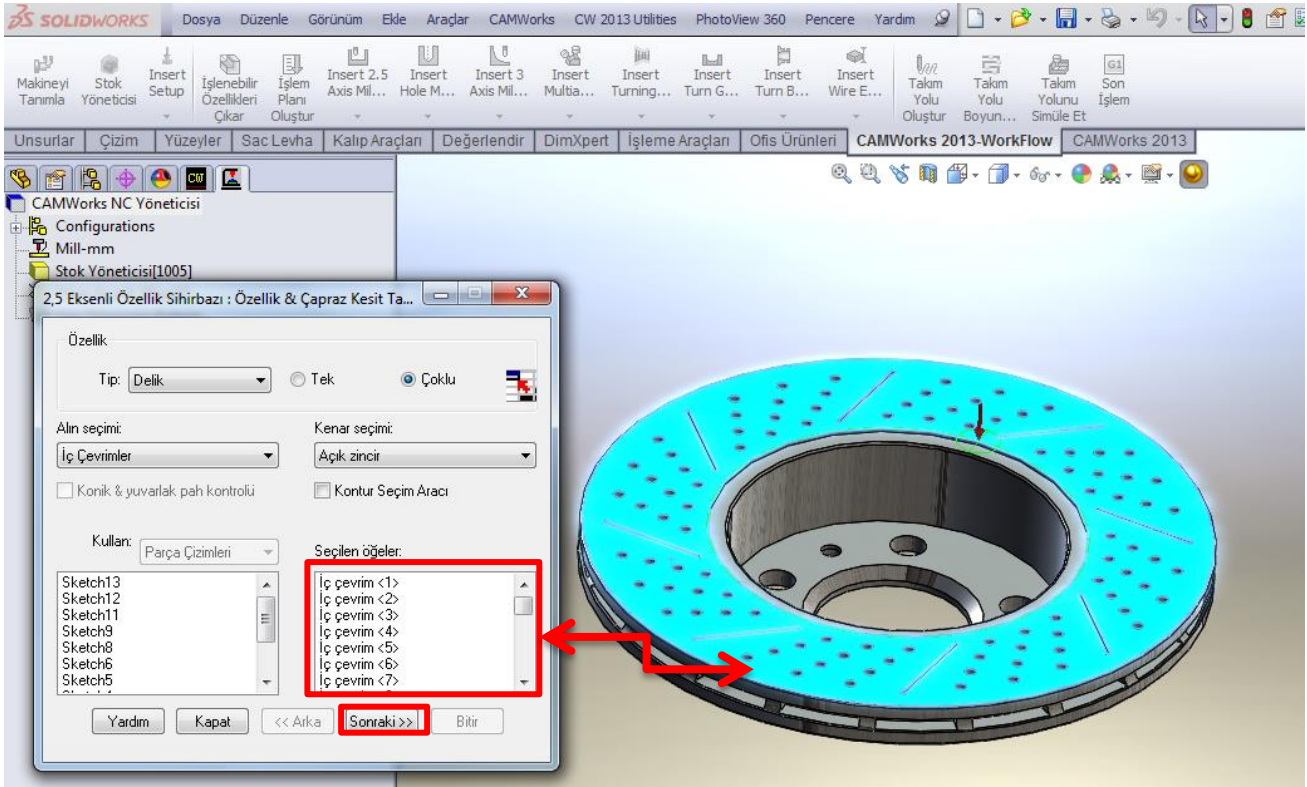 SOLIDWORKS Dosya Düzenle Görünüm Ekle Araçlar CAMWorks CW 2013 Utilities PhotoView 360 Pencere Yardım
Makineyi Tanımla
Stok Yöneticisi
Insert Setup
İşlenebilir Özellikleri Çıkar
İşlem Planı Oluştur
Insert 2.5 Axis Mil...
Insert Hole M...
Insert 3 Axis Mil...
Insert Multia...
Insert Turning...
Insert Turn G...
Insert Turn B...
Insert Wire E...
Takım Yolu Oluştur
Takım Yolu Boyun...
Takım Yolunu Simüle Et
G1
Son İşlem
Unsurlar Çizim Yüzeyler Sac Levha Kalıp Araçları Değerlendir DimXpert İşleme Araçları Ofis Ürünleri CAMWorks 2013-WorkFlow CAMWorks 2013
CW
CAMWorks NC Yöneticisi
Configurations
Mill-mm
Stok Yöneticisi[1005]
2,5 Eksenli Özellik Sihirbazı : Özellik & Çapraz Kesit Ta...
Özellik
Tip: Delik Tek Çoklu
Alın seçimi: Kenar seçimi:
İç Çevrimler Açık zincir
Konik & yuvarlak pah kontrolü Kontur Seçim Aracı
Kullan: Parça Çizimleri Seçilen öğeler:
Sketch13
Sketch12
Sketch11
Sketch9
Sketch8
Sketch6
Sketch5
İç çevrim <1>
İç çevrim <2>
İç çevrim <3>
İç çevrim <4>
İç çevrim <5>
İç çevrim <6>
İç çevrim <7>
Yardım Kapat << Arka Sonraki >> Bitir